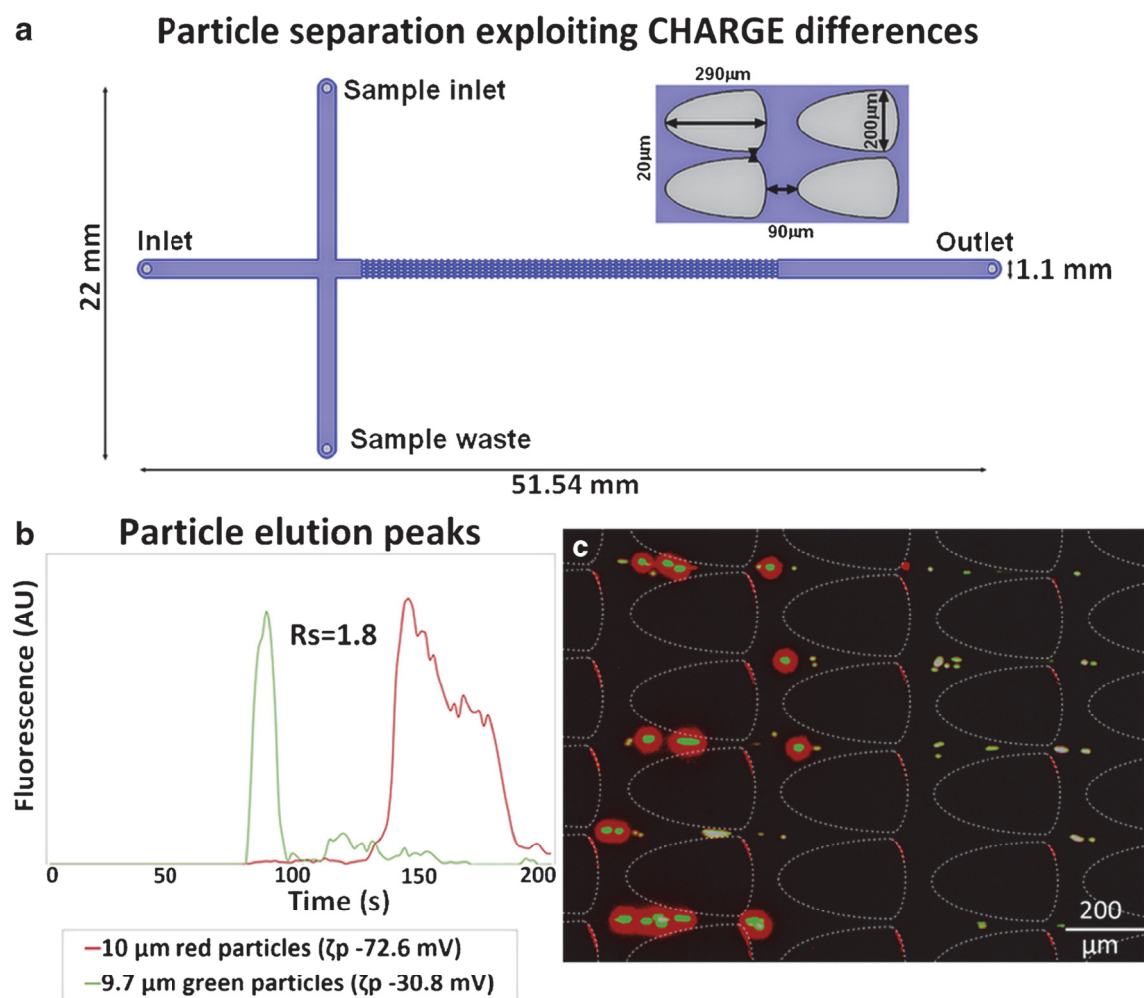 a
Particle separation exploiting CHARGE differences
Sample inlet
290µm
200µm
20µm
90µm
Inlet
Outlet
22 mm
1.1 mm
Sample waste
51.54 mm
b
Particle elution peaks
Fluorescence (AU)
Rs=1.8
0 50 100 150 200
Time (s)
10 µm red particles (ζp -72.6 mV)
9.7 µm green particles (ζp -30.8 mV)
c
200
µm